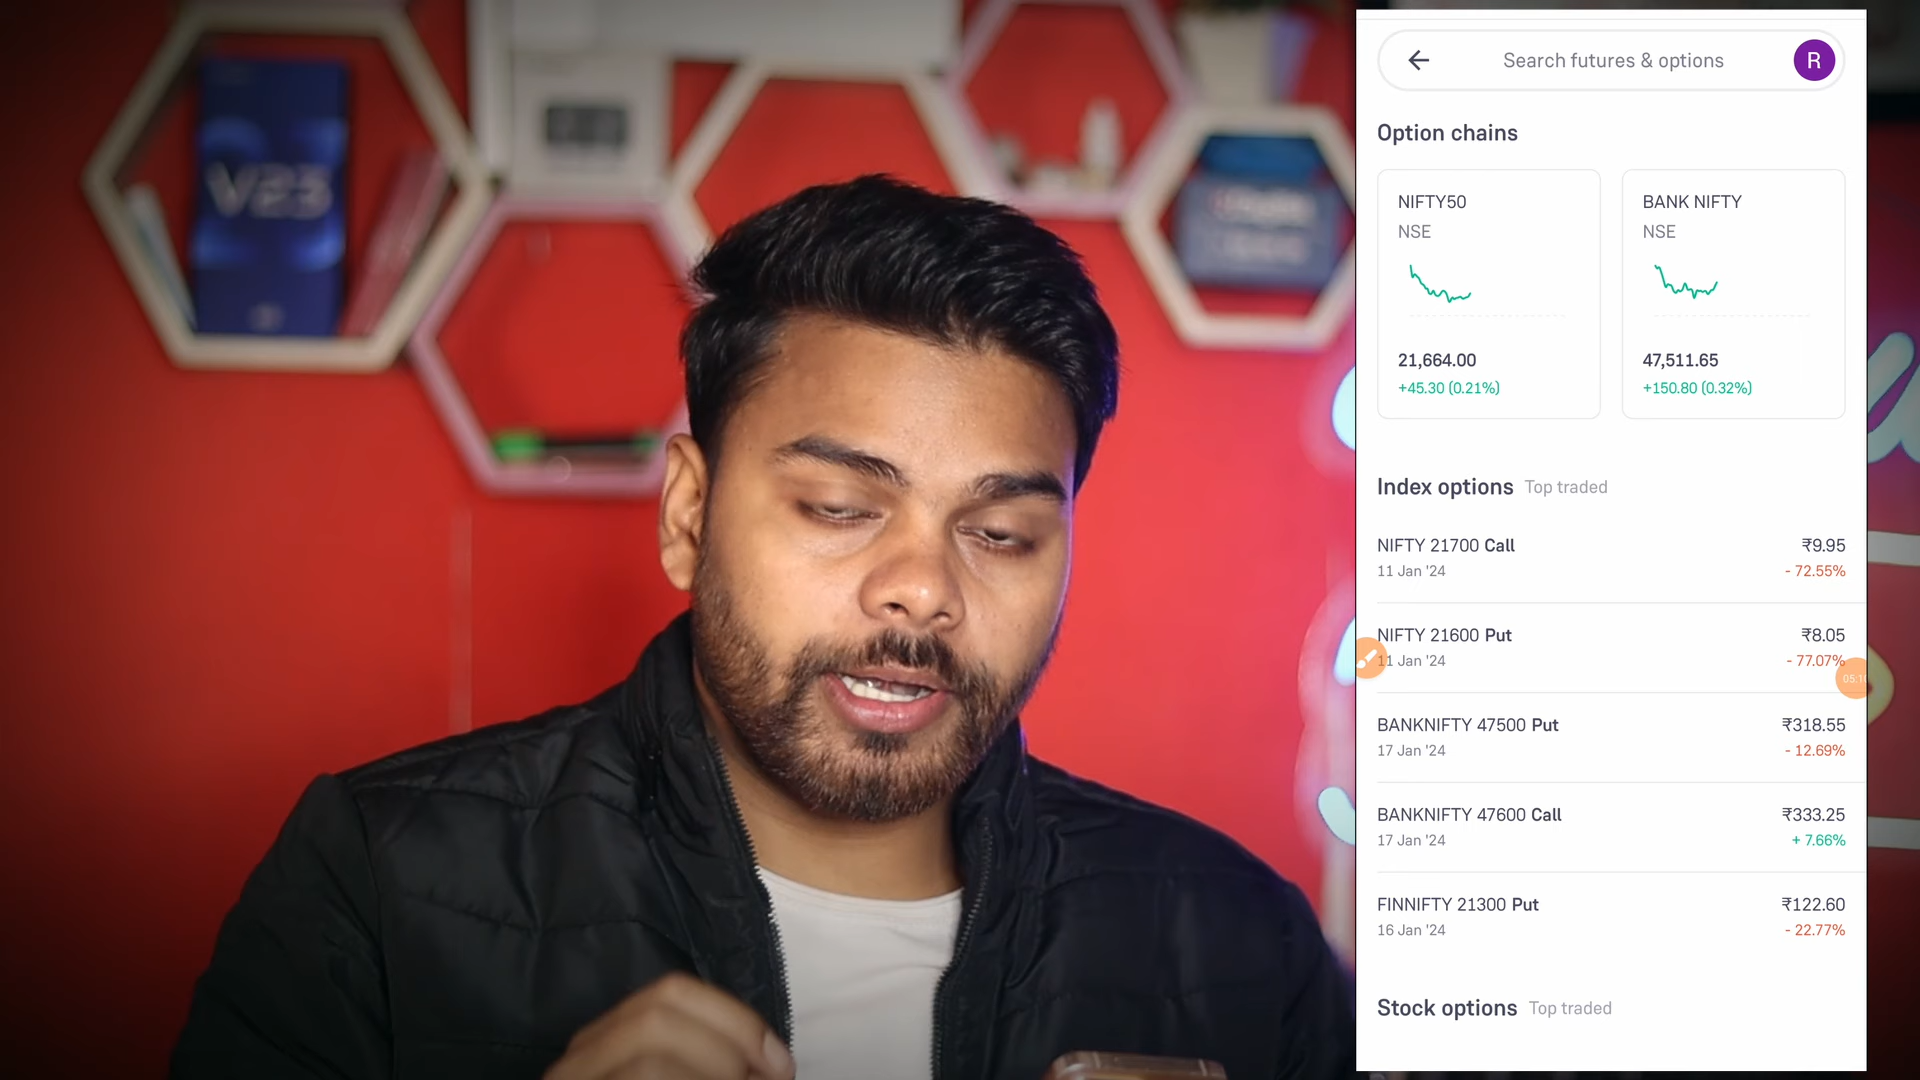 V23
Search futures & options
R
Option chains
NIFTY50
NSE
21,664.00
+45.30 (0.21%)
BANK NIFTY
NSE
47,511.65
+150.80 (0.32%)
Index options Top traded
NIFTY 21700 Call ₹9.95
11 Jan '24 - 72.55%
NIFTY 21600 Put ₹8.05
11 Jan '24 - 77.07%
BANKNIFTY 47500 Put ₹318.55
17 Jan '24 - 12.69%
BANKNIFTY 47600 Call ₹333.25
17 Jan '24 + 7.66%
FINNIFTY 21300 Put ₹122.60
16 Jan '24 - 22.77%
Stock options Top traded